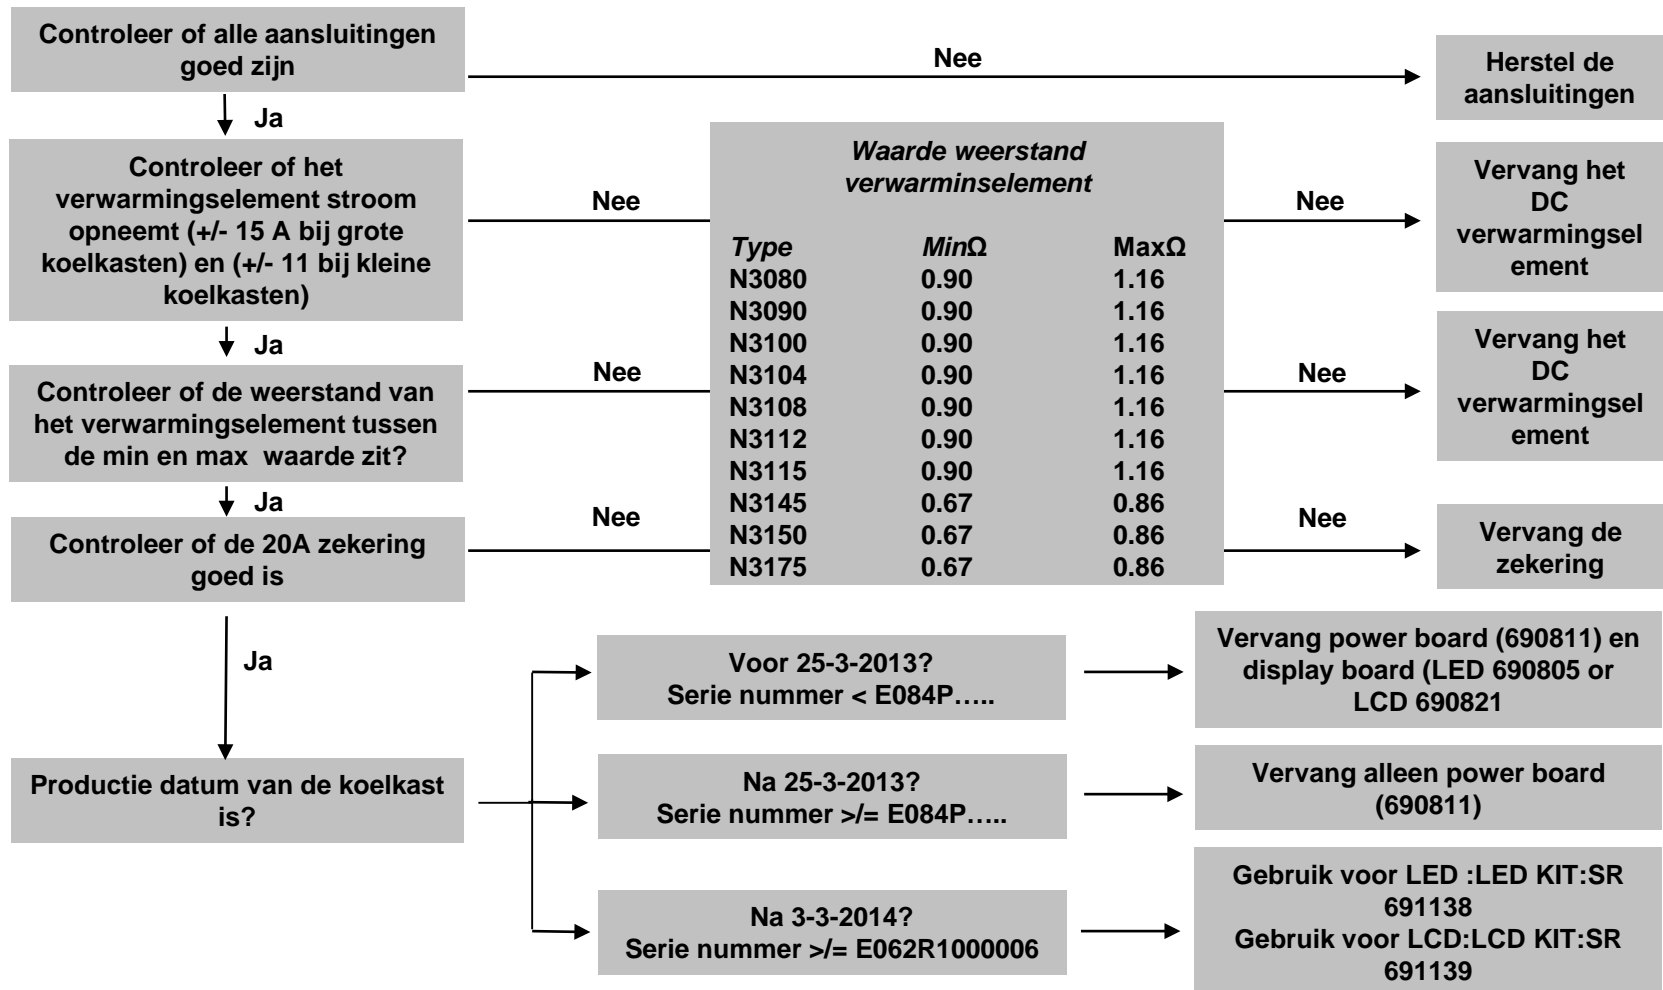 Controleer of alle aansluitingen
goed zijn
Nee
Herstel de
aansluitingen
Ja
Controleer of het
verwarmingselement stroom
opneemt (+/- 15 A bij grote
koelkasten) en (+/- 11 bij kleine
koelkasten)
Nee
Waarde weerstand
verwarminselement
Type MinΩ MaxΩ
N3080 0.90 1.16
N3090 0.90 1.16
N3100 0.90 1.16
N3104 0.90 1.16
N3108 0.90 1.16
N3112 0.90 1.16
N3115 0.90 1.16
N3145 0.67 0.86
N3150 0.67 0.86
N3175 0.67 0.86
Nee
Vervang het
DC
verwarmingsel
ement
Ja
Controleer of de weerstand van
het verwarmingselement tussen
de min en max waarde zit?
Nee
Nee
Vervang het
DC
verwarmingsel
ement
Ja
Controleer of de 20A zekering
goed is
Nee
Nee
Vervang de
zekering
Ja
Productie datum van de koelkast
is?
Voor 25-3-2013?
Serie nummer < E084P…..
Vervang power board (690811) en
display board (LED 690805 or
LCD 690821
Na 25-3-2013?
Serie nummer >/= E084P…..
Vervang alleen power board
(690811)
Na 3-3-2014?
Serie nummer >/= E062R1000006
Gebruik voor LED :LED KIT:SR
691138
Gebruik voor LCD:LCD KIT:SR
691139